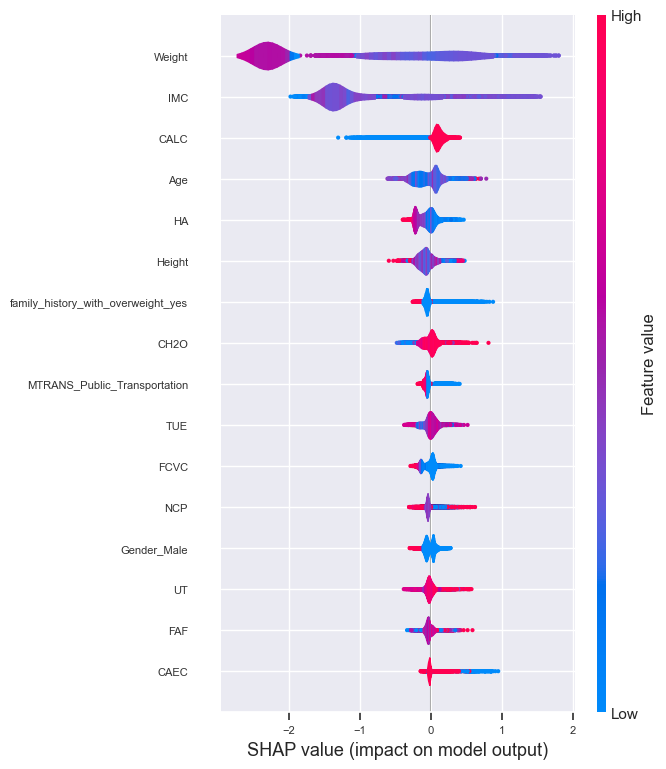 High
Weight
IMC
CALC
Age
HA
Height
family_history_with_overweight_yes
CH2O
MTRANS_Public_Transportation
TUE
FCVC
NCP
Gender_Male
UT
FAF
CAEC
Feature value
Low
−2 −1 0 1 2
SHAP value (impact on model output)